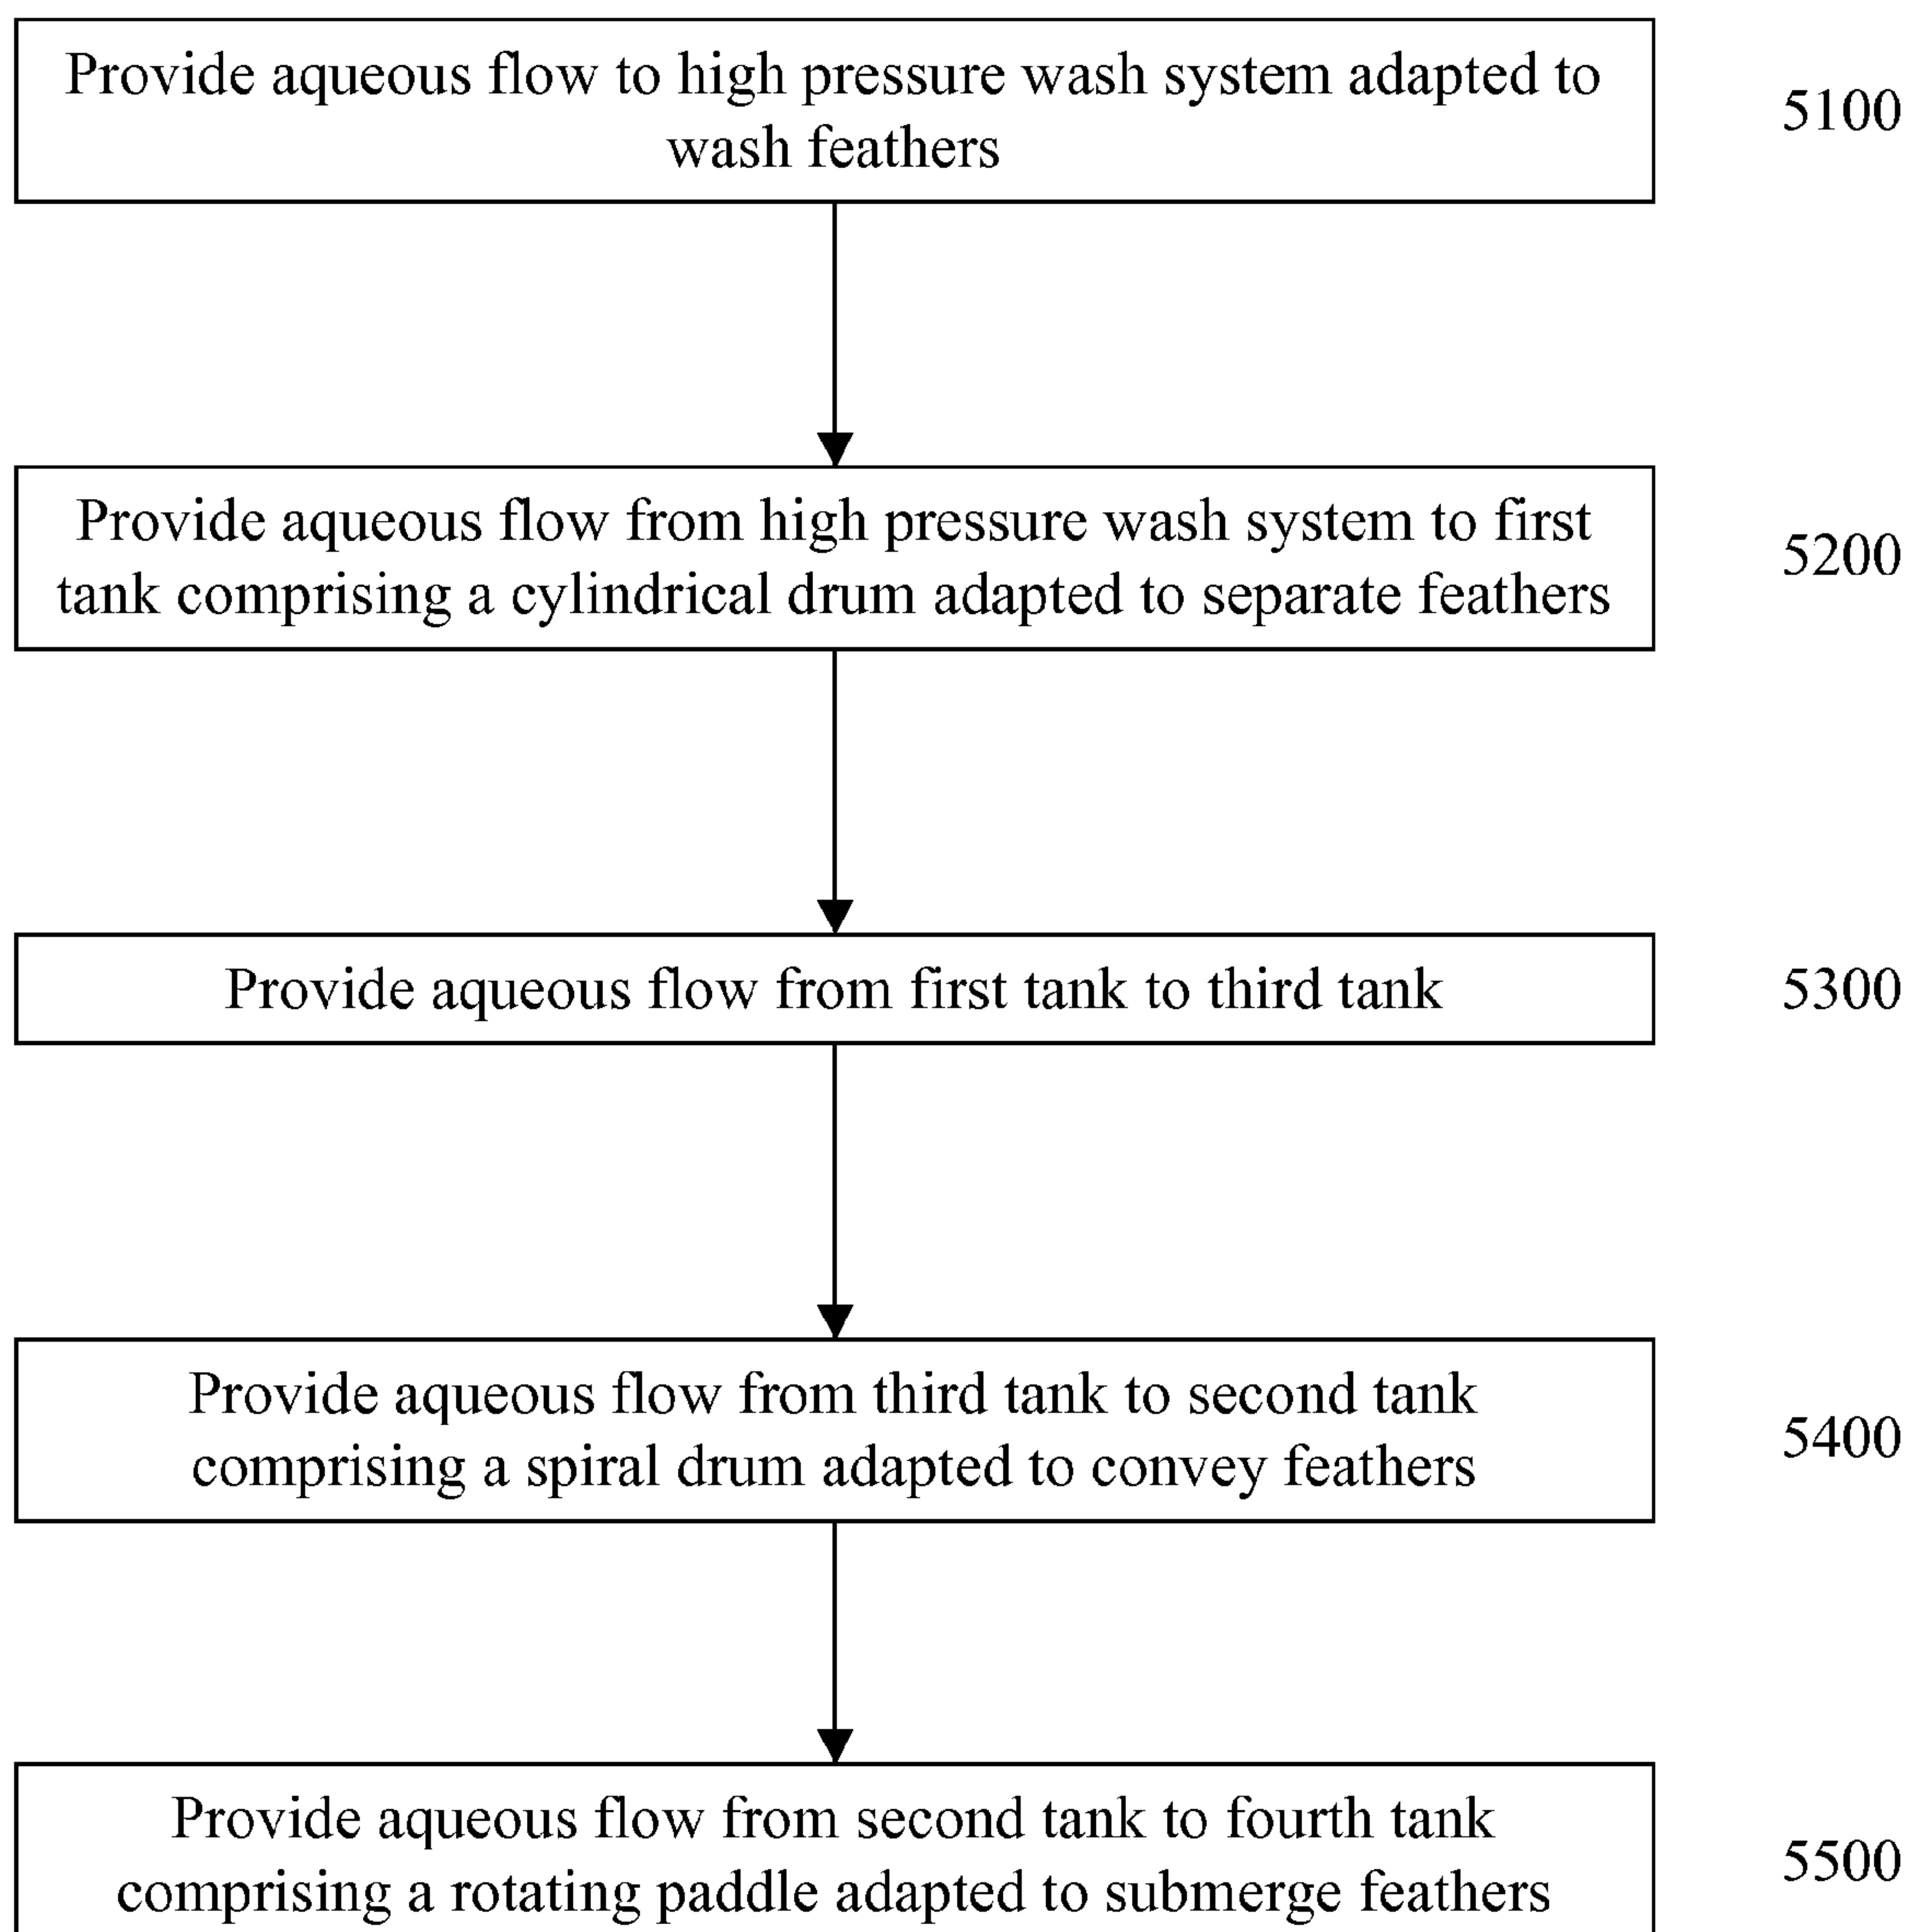 Provide aqueous flow to high pressure wash system adapted to
wash feathers
5100
Provide aqueous flow from high pressure wash system to first
tank comprising a cylindrical drum adapted to separate feathers
5200
Provide aqueous flow from first tank to third tank
5300
Provide aqueous flow from third tank to second tank
comprising a spiral drum adapted to convey feathers
5400
Provide aqueous flow from second tank to fourth tank
comprising a rotating paddle adapted to submerge feathers
5500